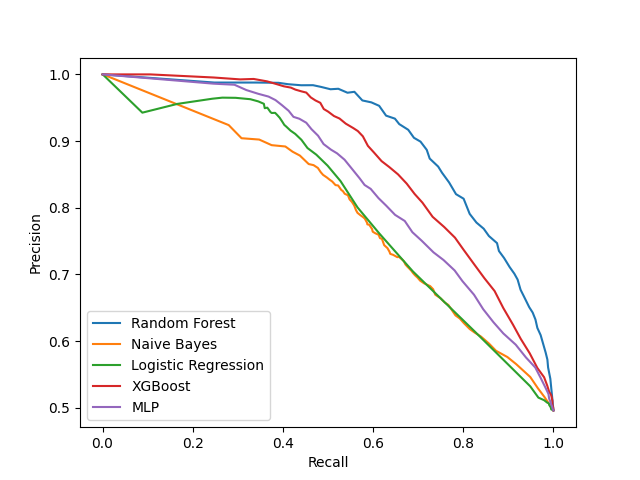 1.0
0.9
0.8
0.7
0.6
0.5
Precision
Random Forest
Naive Bayes
Logistic Regression
XGBoost
MLP
0.0 0.2 0.4 0.6 0.8 1.0
Recall